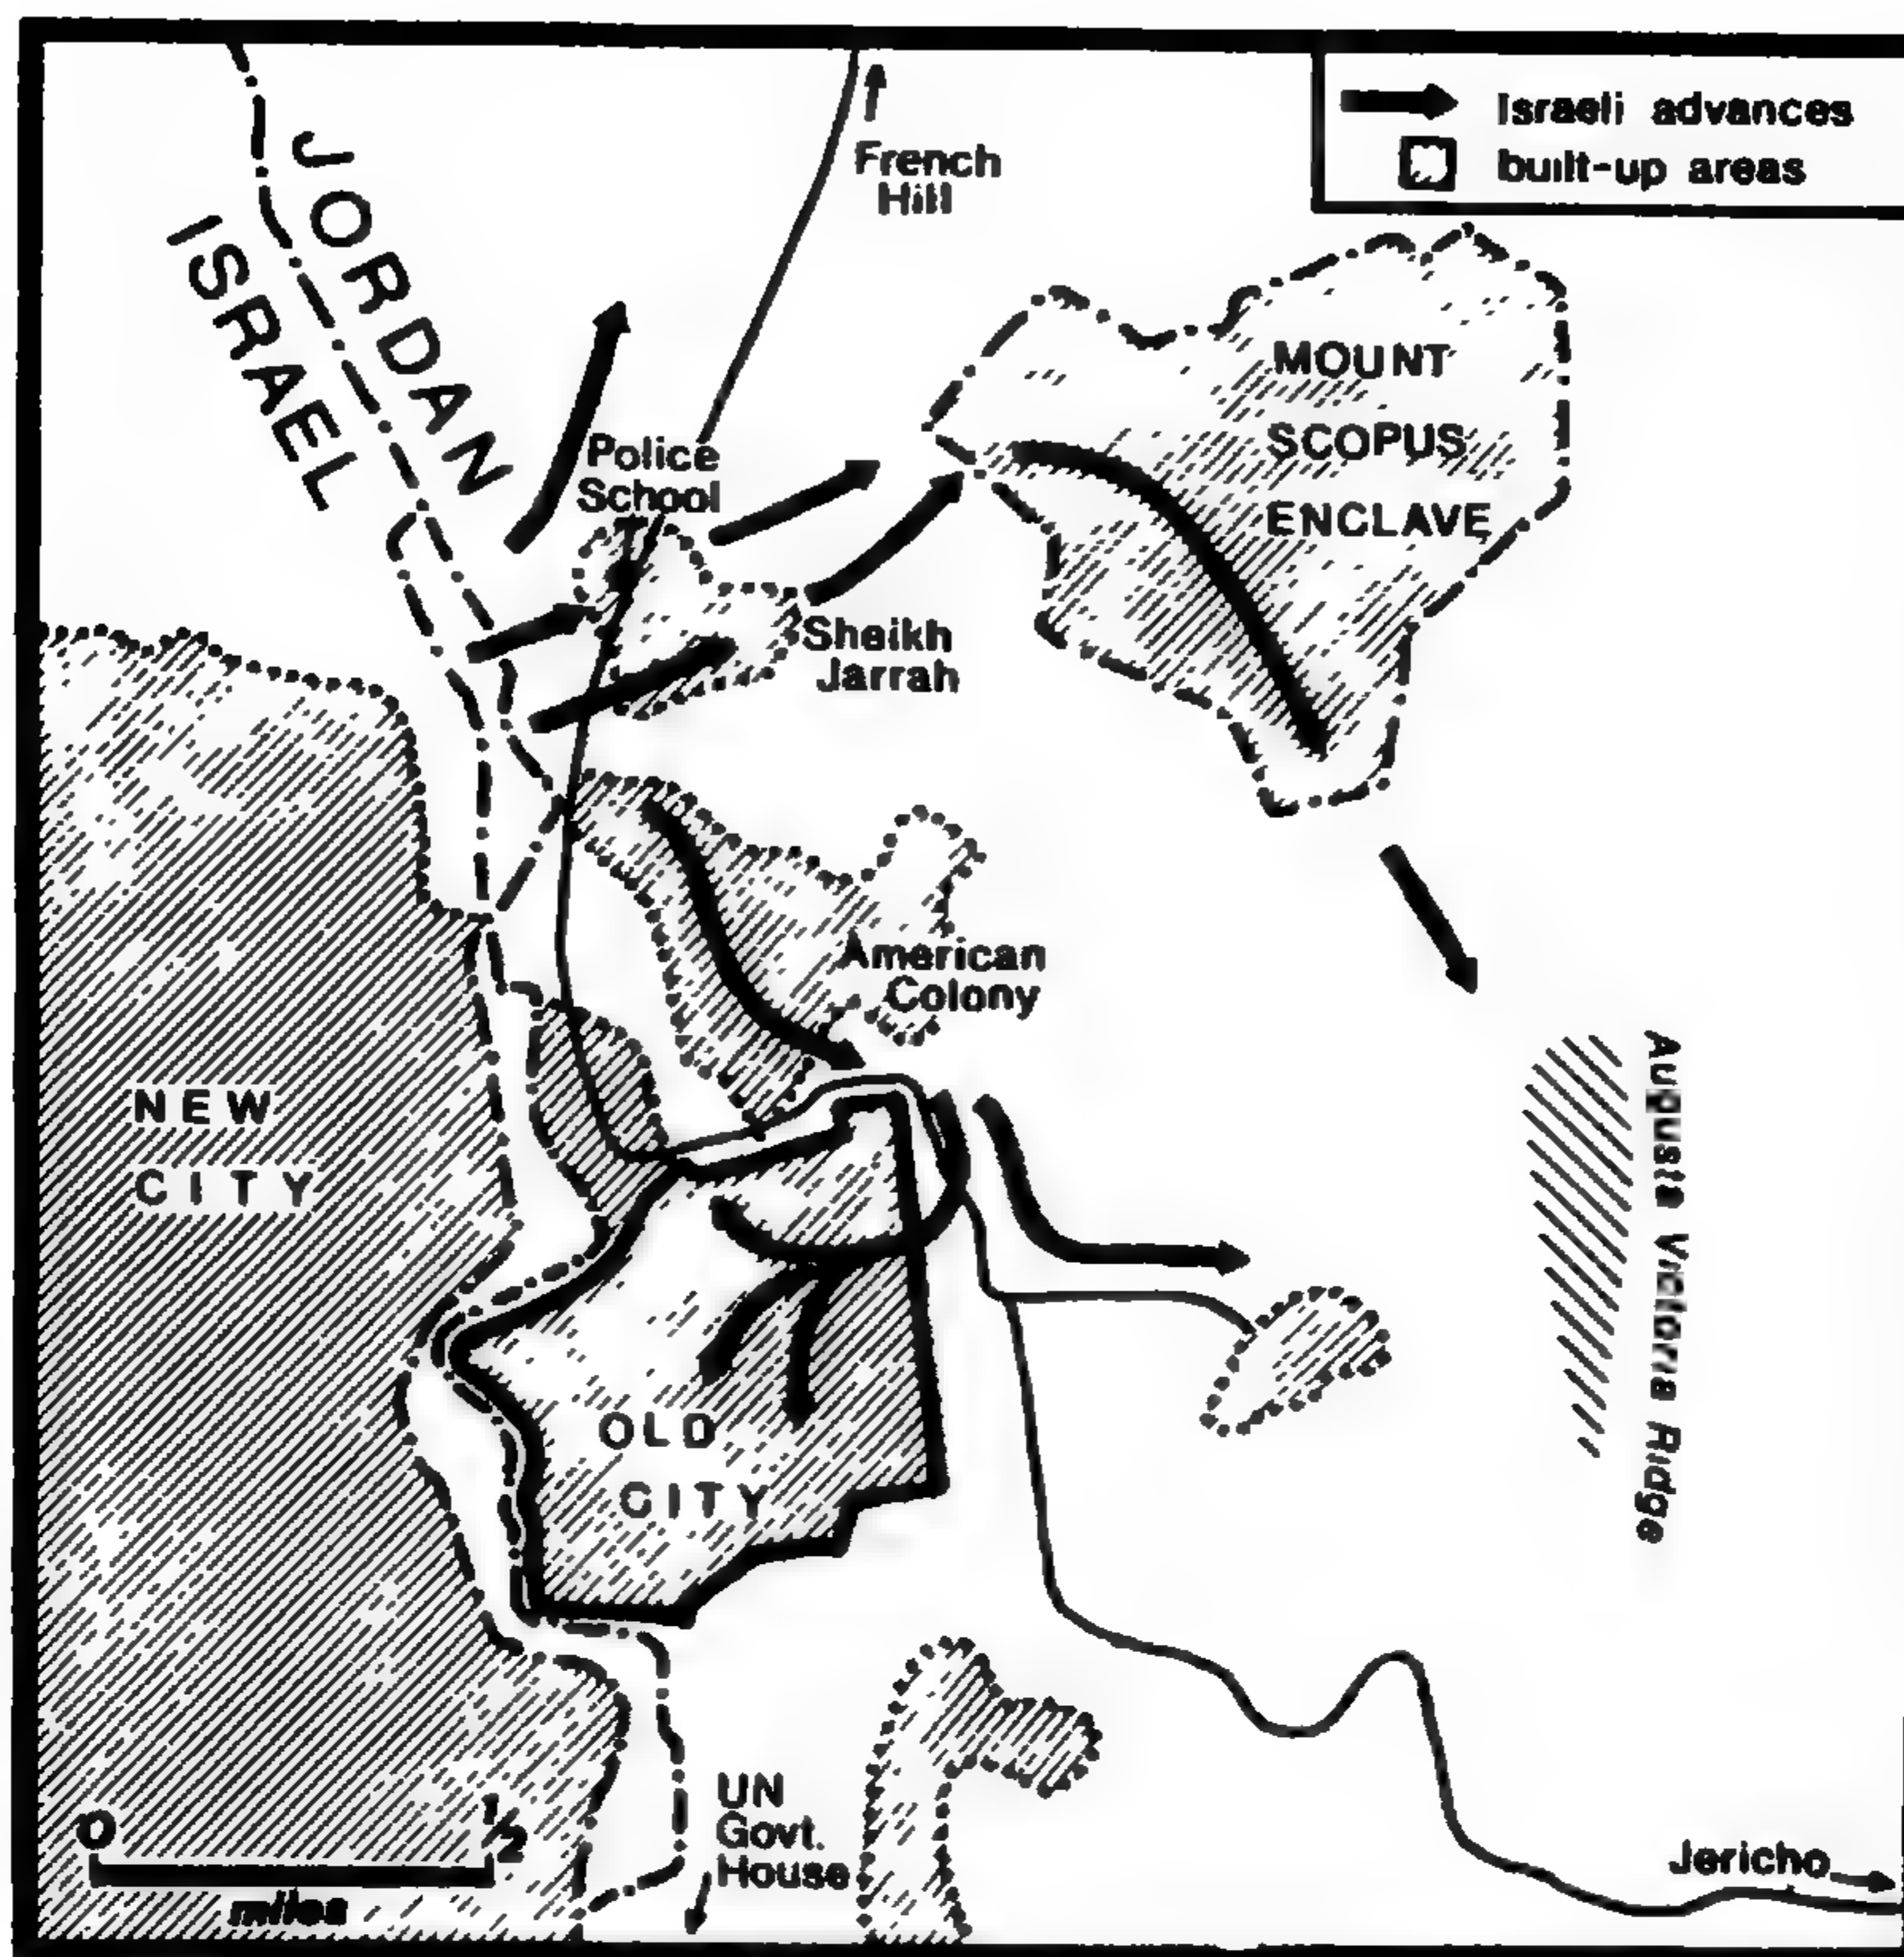 Israeli advances
built-up areas
French
Hill
JORDAN
ISRAEL
MOUNT
SCOPUS
ENCLAVE
Police
School
Sheikh
Jarrah
American
Colony
NEW
CITY
Augusta Victoria Ridge
OLD
CITY
UN
Govt.
House
0 1/2
miles
Jericho